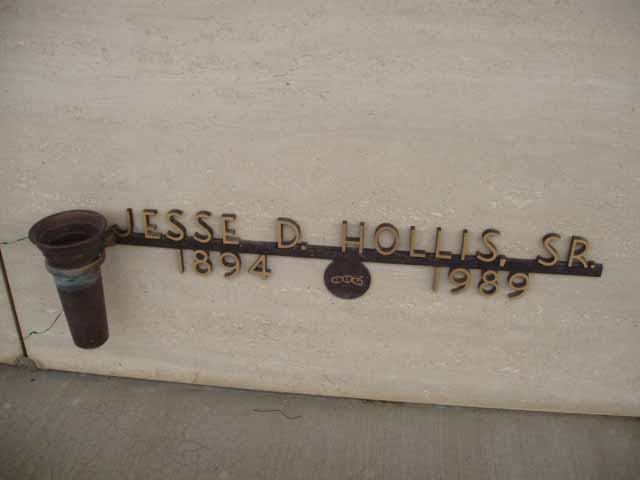 JESSE D. HOLLIS, SR.
1894 1989